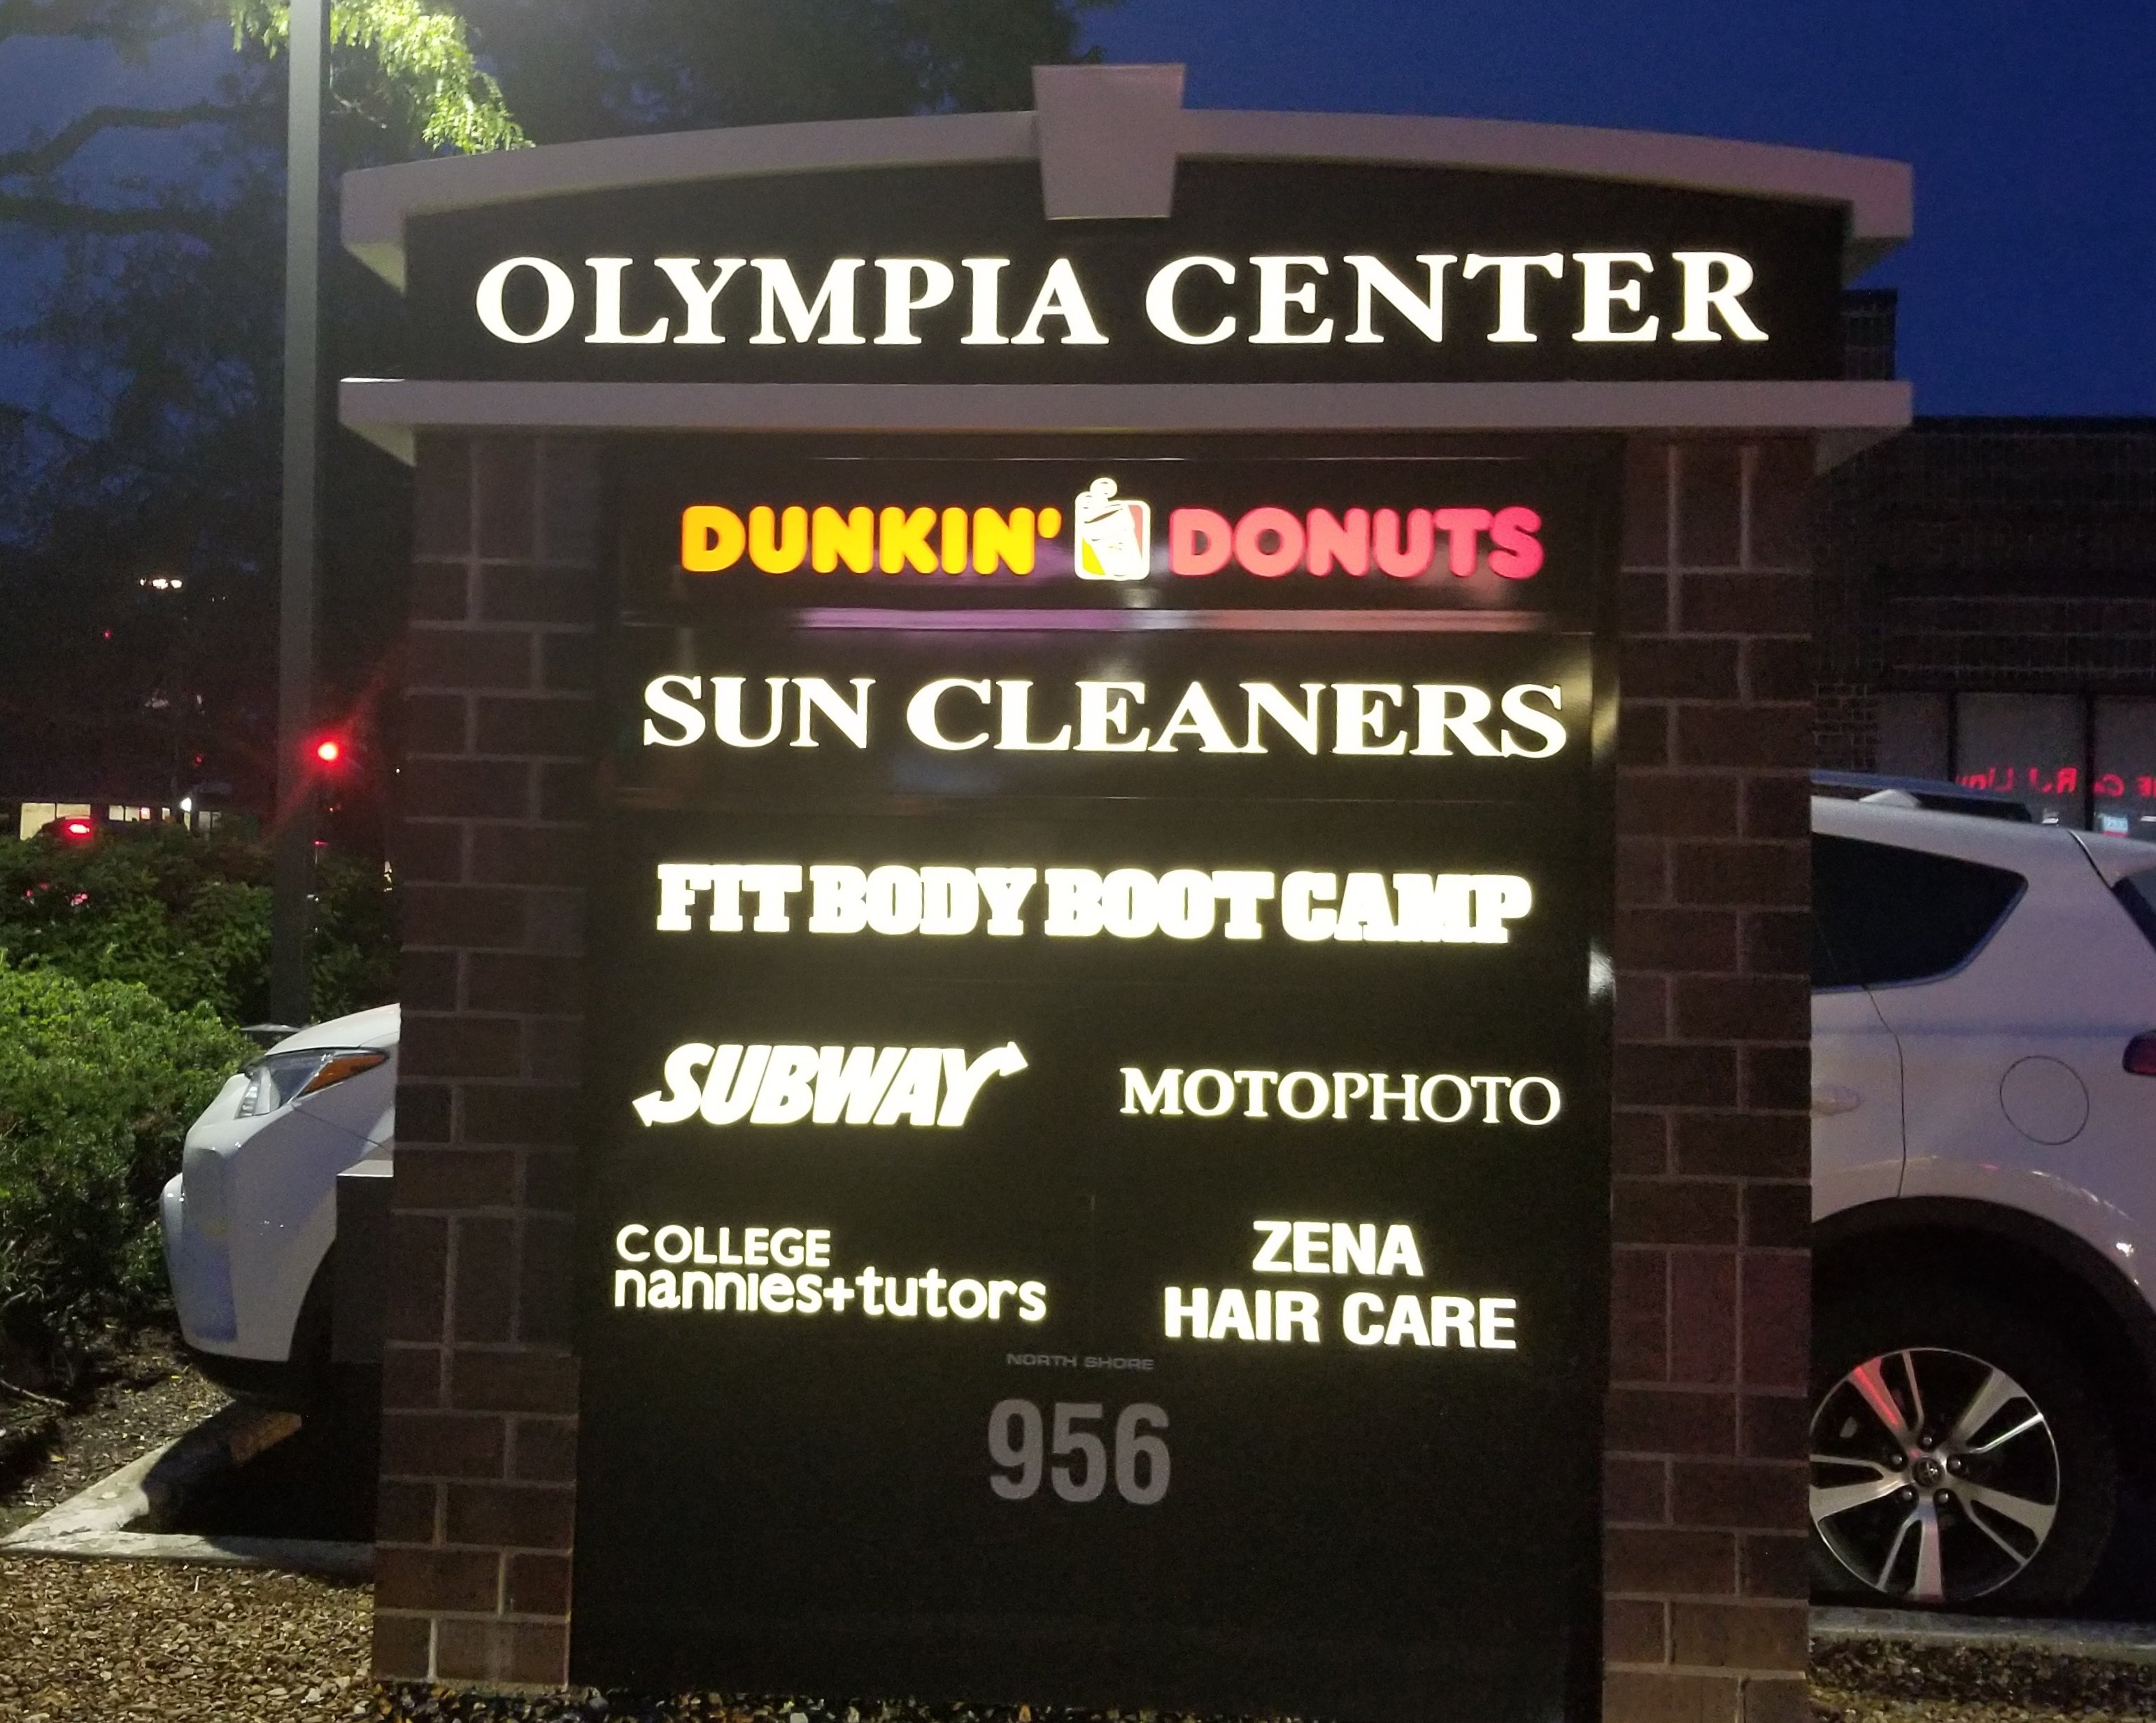 OLYMPIA CENTER
DUNKIN' DONUTS
SUN CLEANERS
FIT BODY BOOT CAMP
SUBWAY
MOTOPHOTO
COLLEGE
nannies+tutors
ZENA
HAIR CARE
NORTH SHORE
956